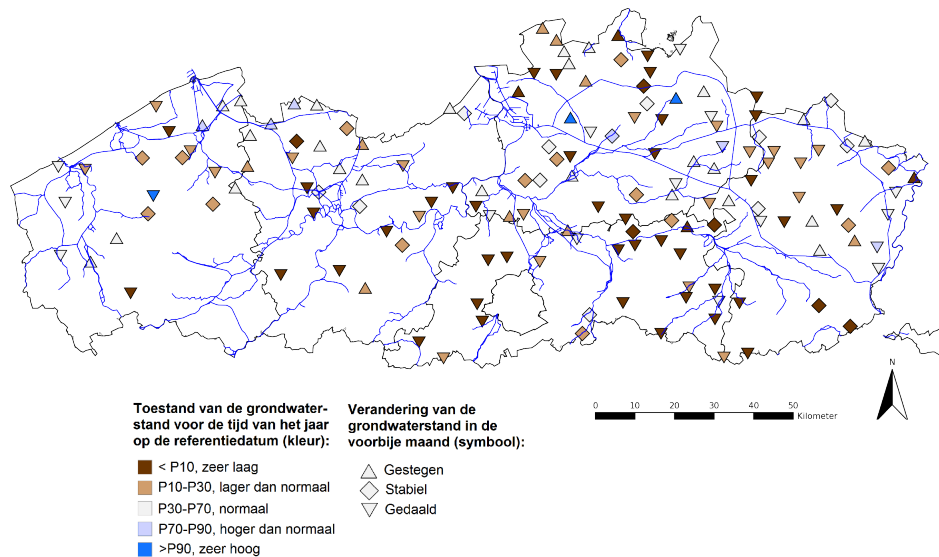 N
0 10 20 30 40 50
Kilometer
Toestand van de grondwater-
stand voor de tijd van het jaar
op de referentiedatum (kleur):
< P10, zeer laag
P10-P30, lager dan normaal
P30-P70, normaal
P70-P90, hoger dan normaal
>P90, zeer hoog
Verandering van de
grondwaterstand in de
voorbije maand (symbool):
Gestegen
Stabiel
Gedaald